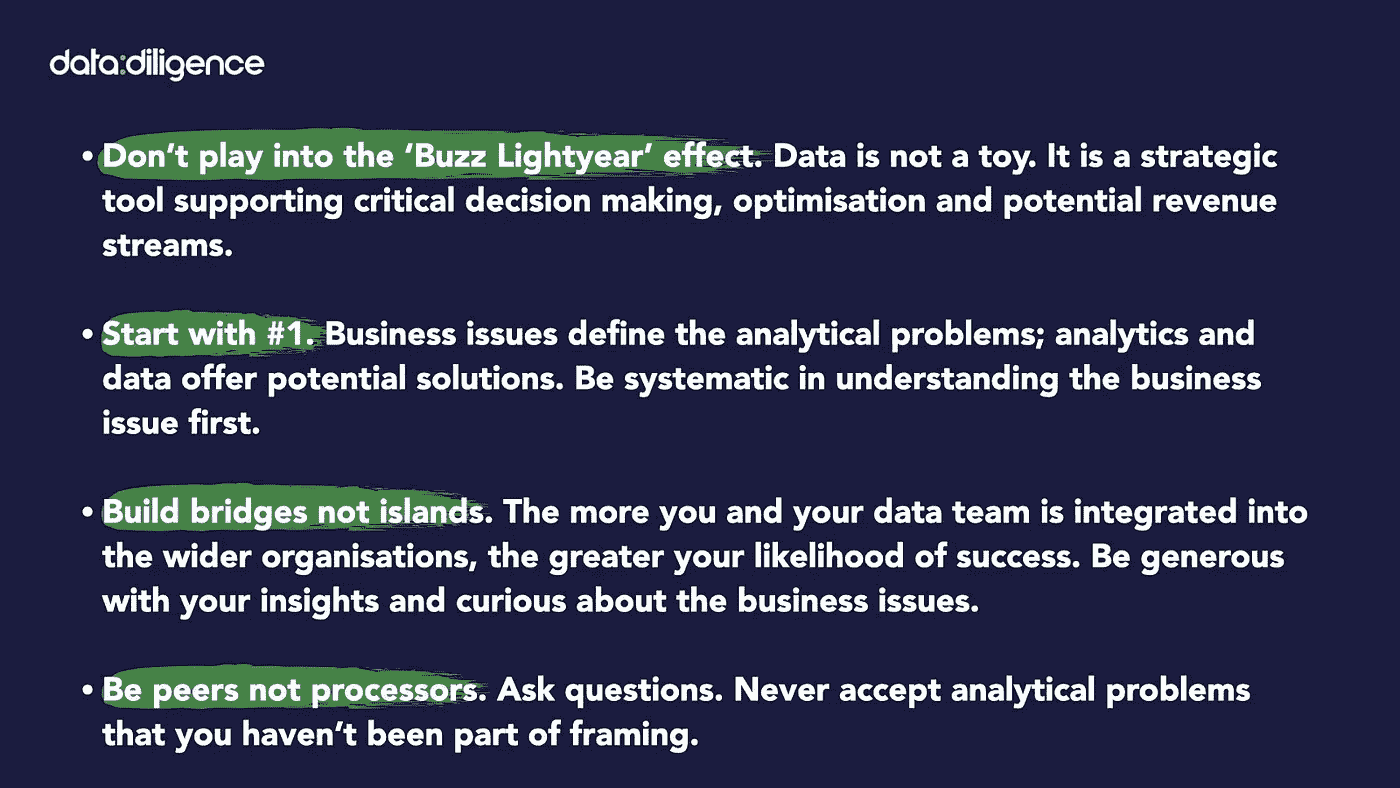 data:diligence
• Don’t play into the ‘Buzz Lightyear’ effect. Data is not a toy. It is a strategic
tool supporting critical decision making, optimisation and potential revenue
streams.
• Start with #1. Business issues define the analytical problems; analytics and
data offer potential solutions. Be systematic in understanding the business
issue first.
• Build bridges not islands. The more you and your data team is integrated into
the wider organisations, the greater your likelihood of success. Be generous
with your insights and curious about the business issues.
• Be peers not processors. Ask questions. Never accept analytical problems
that you haven’t been part of framing.